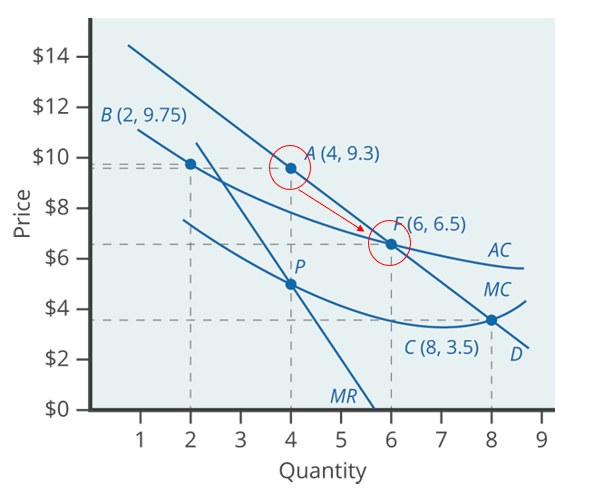 $14
$12
B (2, 9.75)
$10
A (4, 9.3)
$8
F (6, 6.5)
Price
$6
AC
P
MC
$4
C (8, 3.5)
D
$2
MR
$0
1 2 3 4 5 6 7 8 9
Quantity